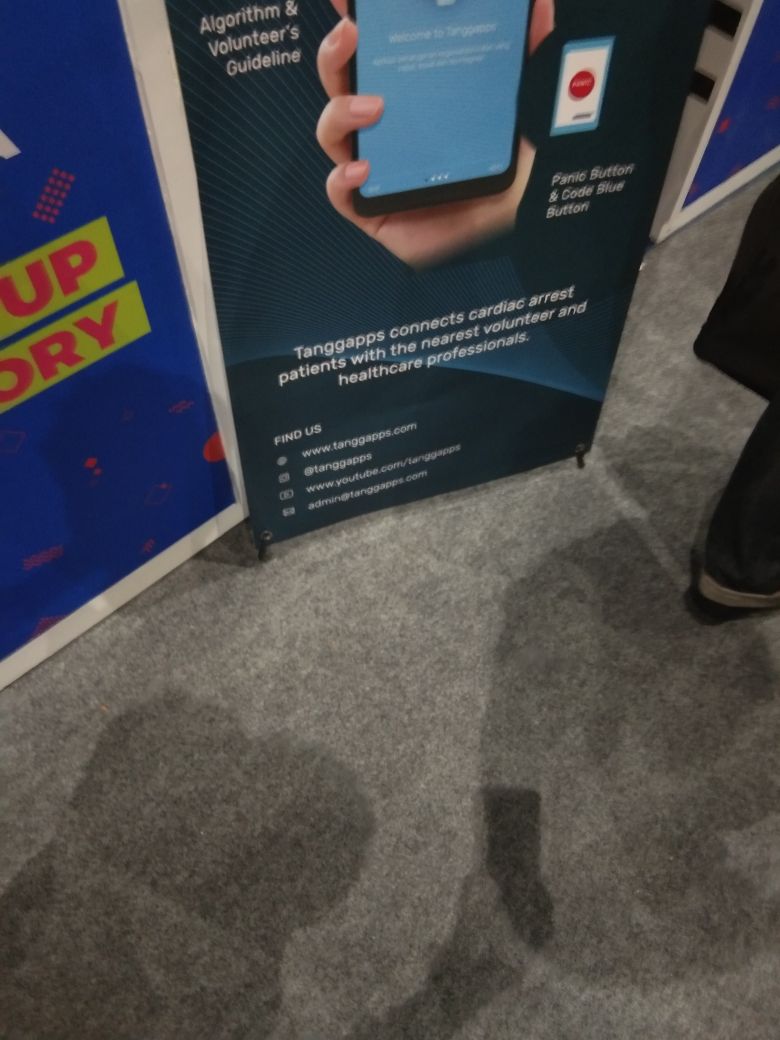 Algorithm &
Volunteer's
Guideline
Welcome to Tanggapps
PANIC
Panic Button
& Code Blue
Button
UP
ORY
Tanggapps connects cardiac arrest
patients with the nearest volunteer and
healthcare professionals.
FIND US
www.tanggapps.com
@tanggapps
www.youtube.com/tanggapps
admin@tanggapps.com